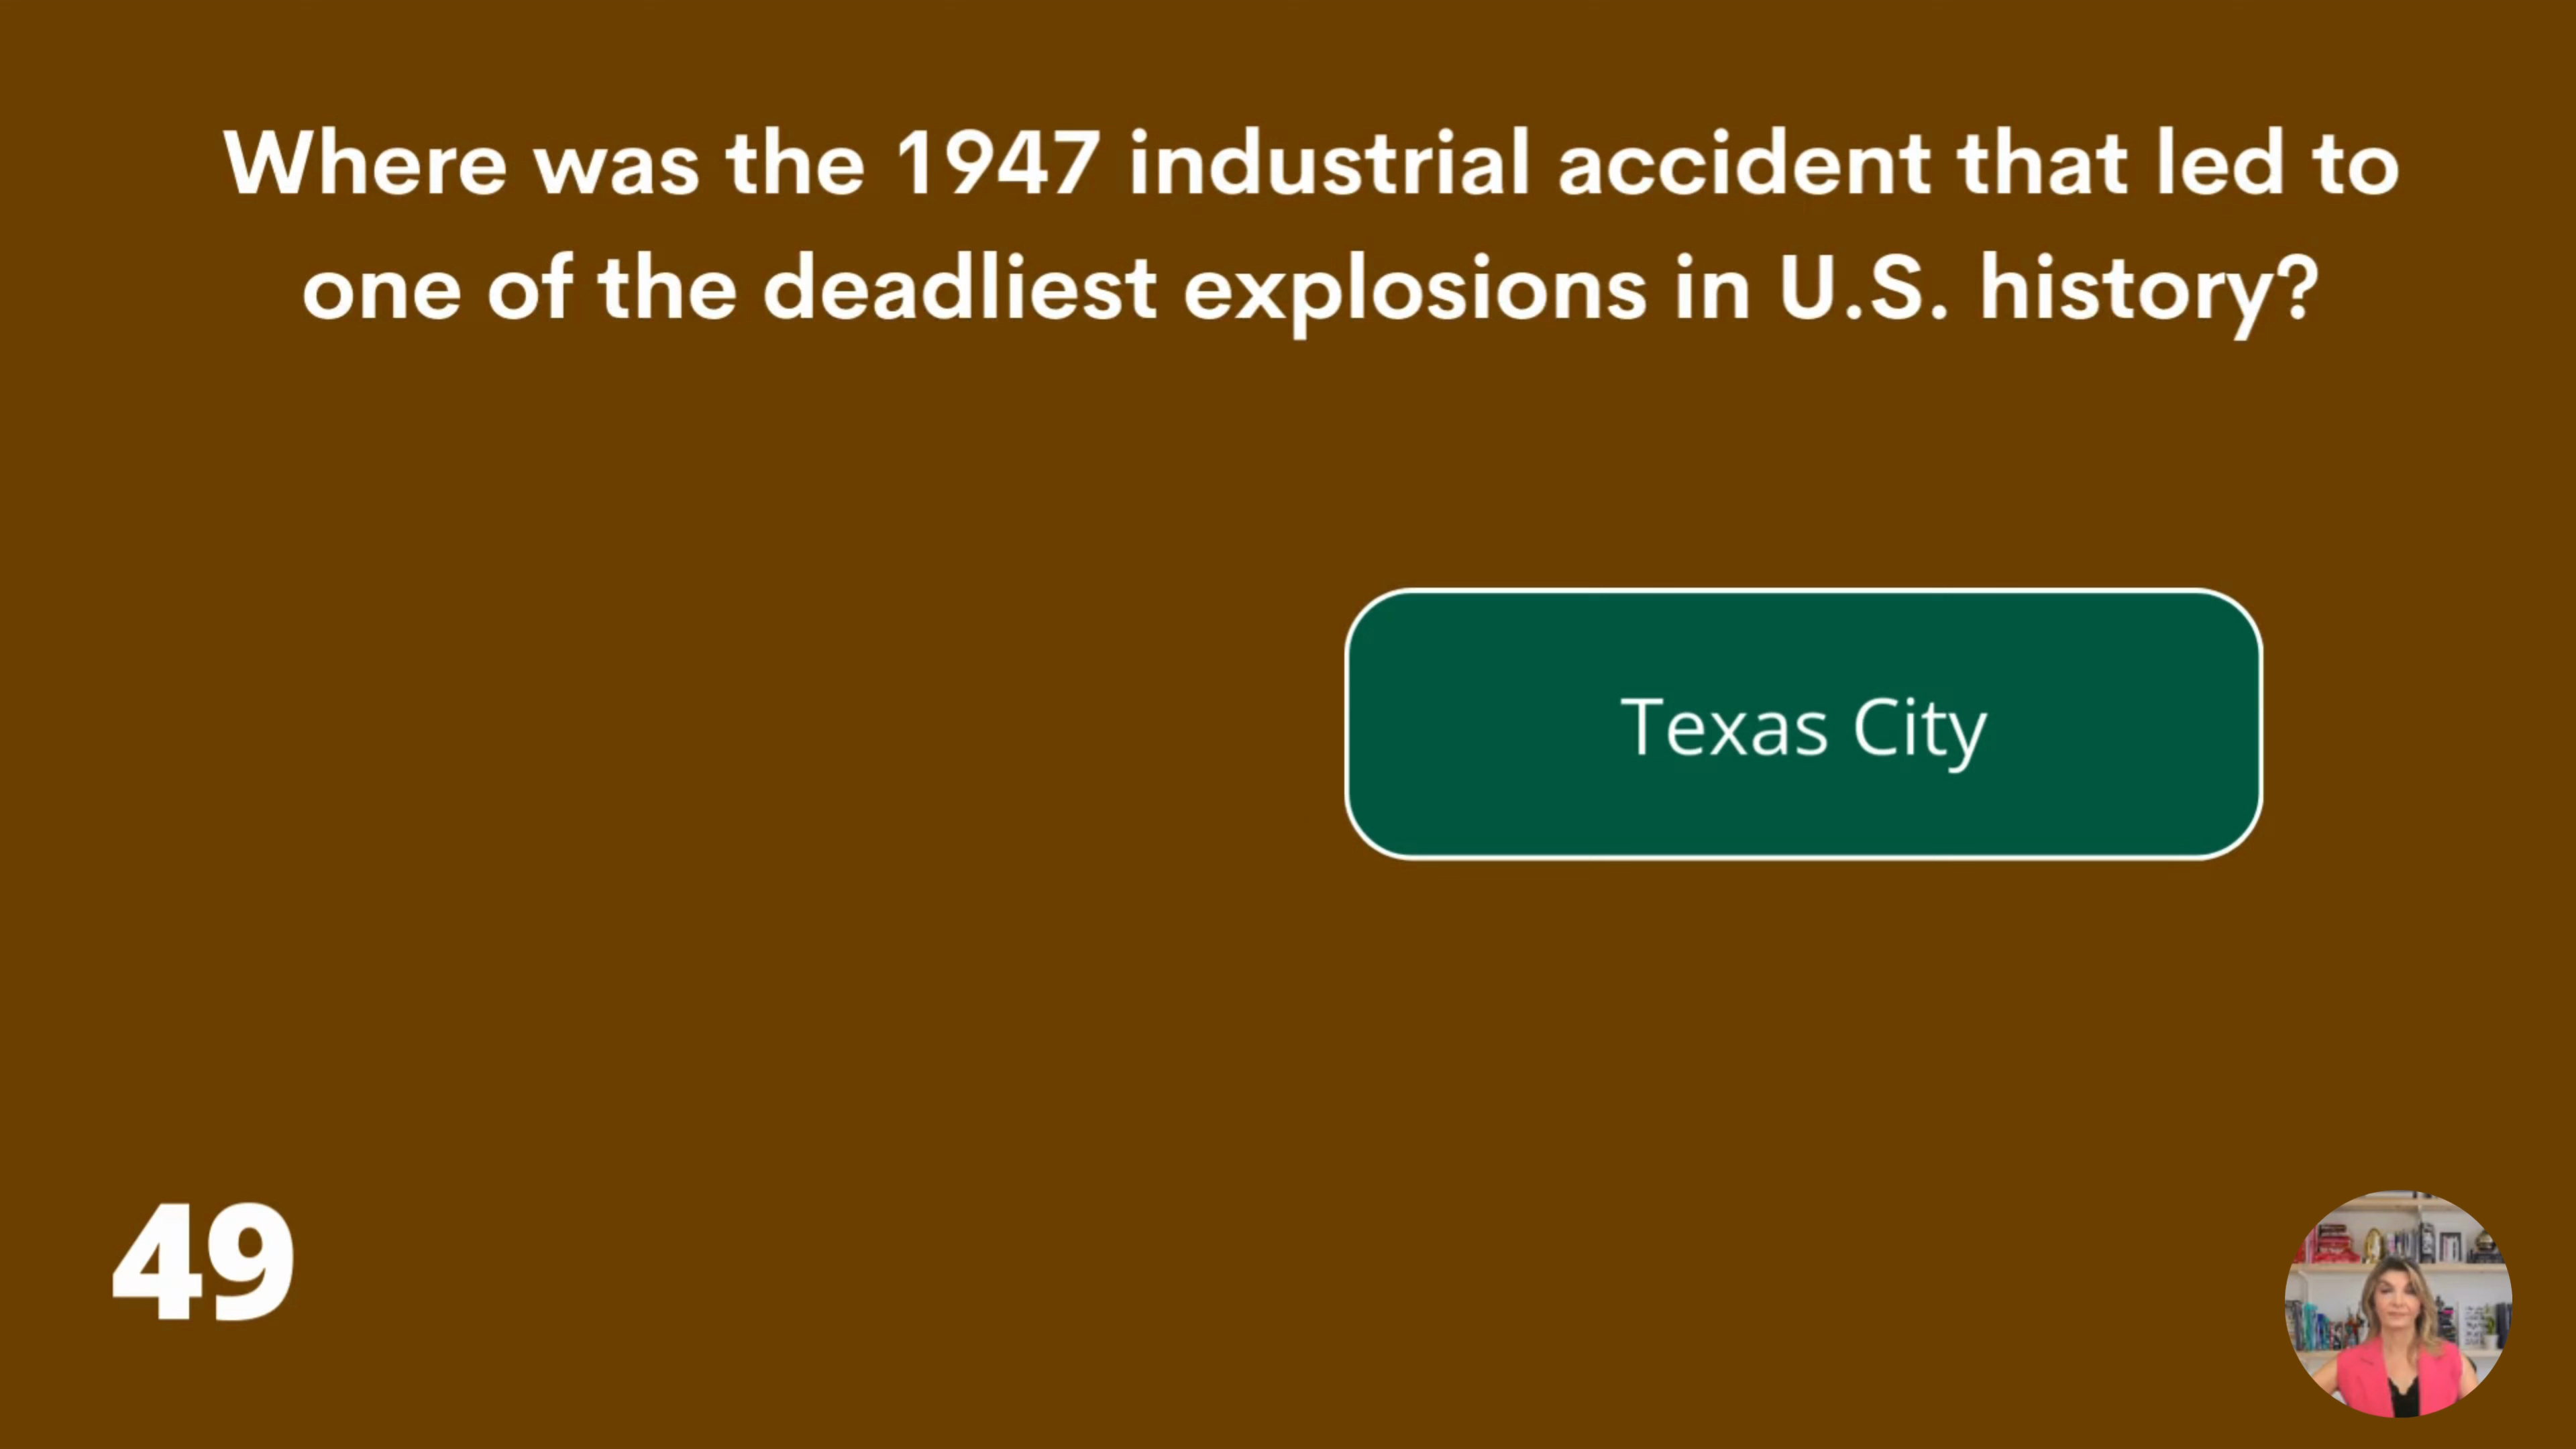 Where was the 1947 industrial accident that led to
one of the deadliest explosions in U.S. history?
Texas City
49